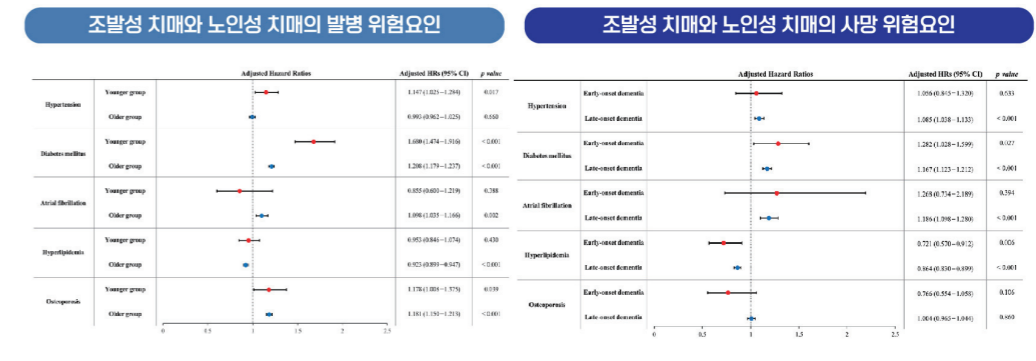 조발성 치매와 노인성 치매의 발병 위험요인
Adjusted Hazard Ratios Adjusted HRs (95% CI) p value
Hypertension
Younger group 1.147 (1.025–1.284) 0.017
Older group 0.993 (0.962–1.025) 0.660
Diabetes mellitus
Younger group 1.680 (1.474–1.916) <0.001
Older group 1.208 (1.179–1.237) <0.001
Atrial fibrillation
Younger group 0.855 (0.600–1.219) 0.388
Older group 1.098 (1.035–1.166) 0.002
Hyperlipidemia
Younger group 0.953 (0.846–1.074) 0.430
Older group 0.923 (0.899–0.947) <0.001
Osteoporosis
Younger group 1.178 (1.008–1.375) 0.039
Older group 1.181 (1.150–1.213) <0.001
0 0.5 1 1.5 2 2.5
조발성 치매와 노인성 치매의 사망 위험요인
Adjusted Hazard Ratios Adjusted HRs (95% CI) p value
Hypertension
Early-onset dementia 1.056 (0.845–1.320) 0.633
Late-onset dementia 1.085 (1.038–1.133) <0.001
Diabetes mellitus
Early-onset dementia 1.282 (1.028–1.599) 0.027
Late-onset dementia 1.167 (1.123–1.212) <0.001
Atrial fibrillation
Early-onset dementia 1.268 (0.734–2.189) 0.394
Late-onset dementia 1.186 (1.098–1.280) <0.001
Hyperlipidemia
Early-onset dementia 0.721 (0.570–0.912) 0.006
Late-onset dementia 0.864 (0.830–0.899) <0.001
Osteoporosis
Early-onset dementia 0.766 (0.554–1.058) 0.106
Late-onset dementia 1.004 (0.965–1.044) 0.860
0 0.5 1 1.5 2 2.5